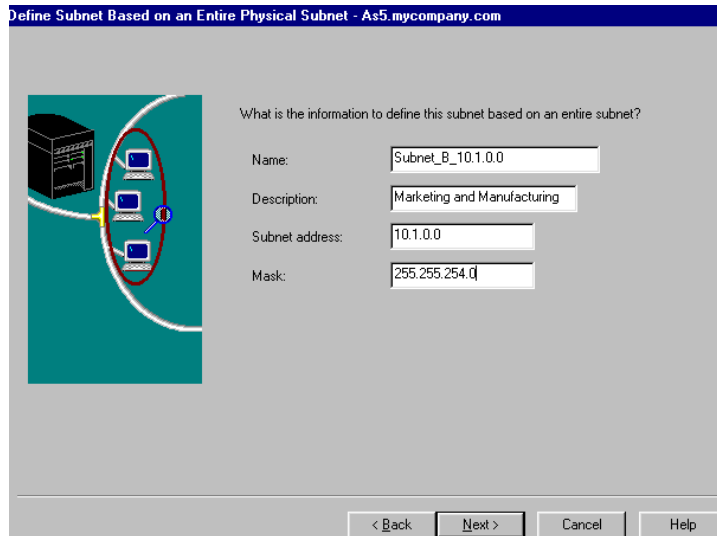 Define Subnet Based on an Entire Physical Subnet - As5.mycompany.com
What is the information to define this subnet based on an entire subnet?
Name: Subnet_B_10.1.0.0
Description: Marketing and Manufacturing
Subnet address: 10.1.0.0
Mask: 255.255.254.0
< Back Next > Cancel Help